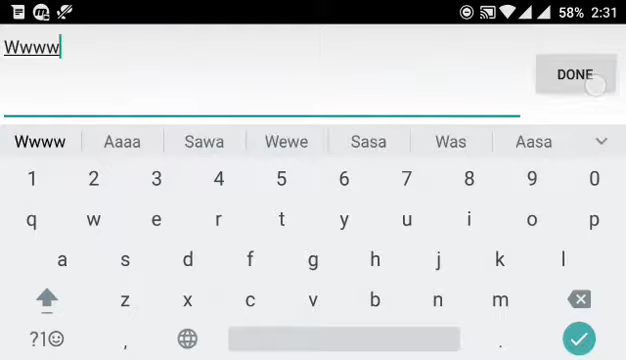 58% 2:31
Wwww
DONE
Wwww Aaaa Sawa Wewe Sasa Was Aasa
1 2 3 4 5 6 7 8 9 0
q w e r t y u i o p
a s d f g h j k l
z x c v b n m
?1☺ , .